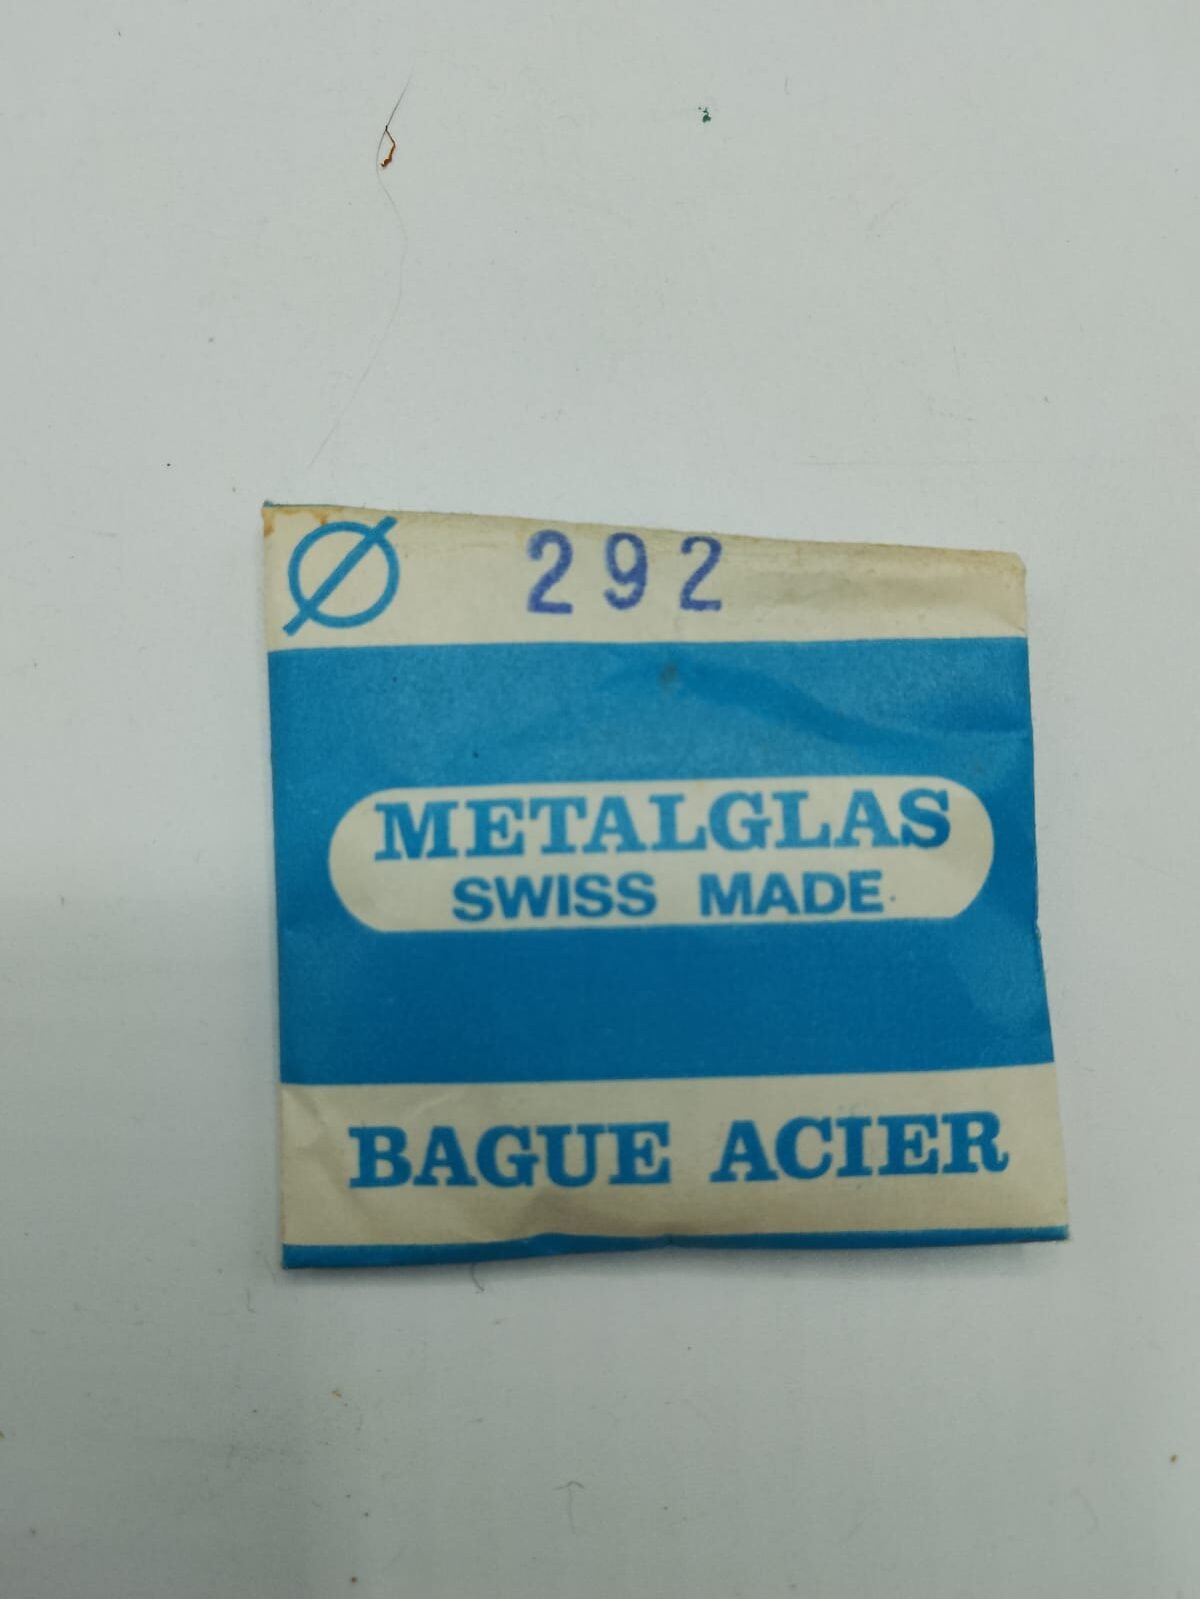 Ø 292
METALGLAS
SWISS MADE
BAGUE ACIER